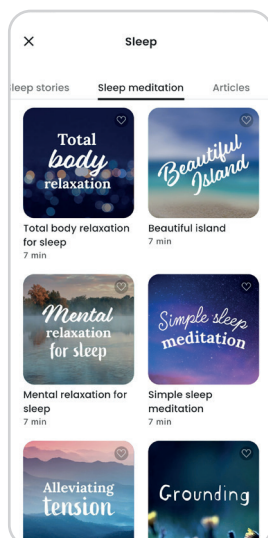 Sleep
leep stories Sleep meditation Articles
Total
body
relaxation
Total body relaxation
for sleep
7 min
Beautiful
Island
Beautiful island
7 min
Mental
relaxation
for sleep
Mental relaxation for
sleep
7 min
Simple sleep
meditation
Simple sleep
meditation
7 min
Alleviating
tension
Grounding